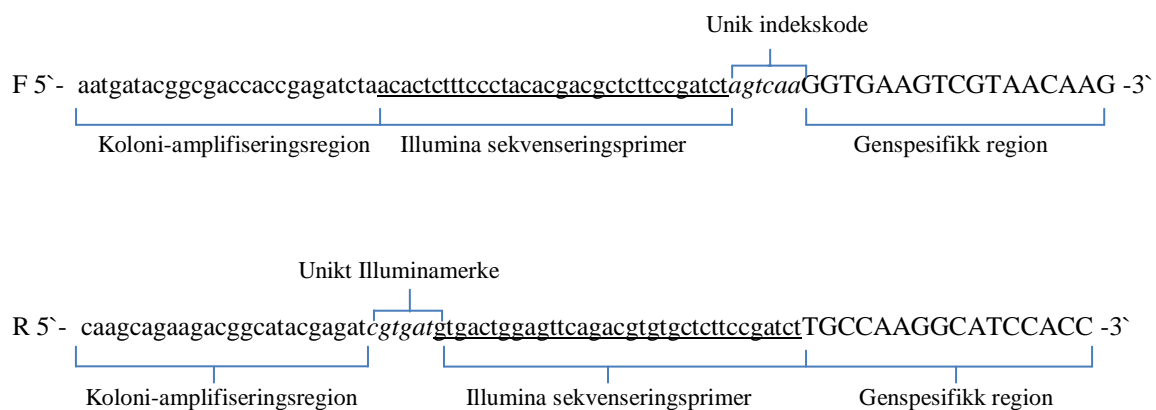 Unik indekskode
F 5`- aatgatacggcgaccaccgagatctaacactctttccctacacgacgctcttccgatctagtcaaGGTGAAGTCGTAACAAG -3`
Koloni-amplifiseringsregion Illumina sekvenseringsprimer Genspesifikk region
Unikt Illuminamerke
R 5`- caagcagaagacggcatacgagatcgtgatgtgactggagttcagacgtgtgctcttccgatctTGCCAAGGCATCCACC -3`
Koloni-amplifiseringsregion Illumina sekvenseringsprimer Genspesifikk region